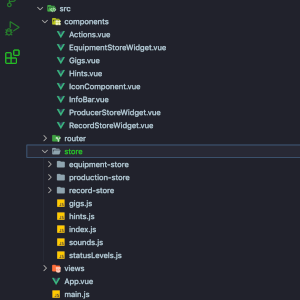 src
components
Actions.vue
EquipmentStoreWidget.vue
Gigs.vue
Hints.vue
IconComponent.vue
InfoBar.vue
ProducerStoreWidget.vue
RecordStoreWidget.vue
router
store
equipment-store
production-store
record-store
gigs.js
hints.js
index.js
sounds.js
statusLevels.js
views
App.vue
main.js